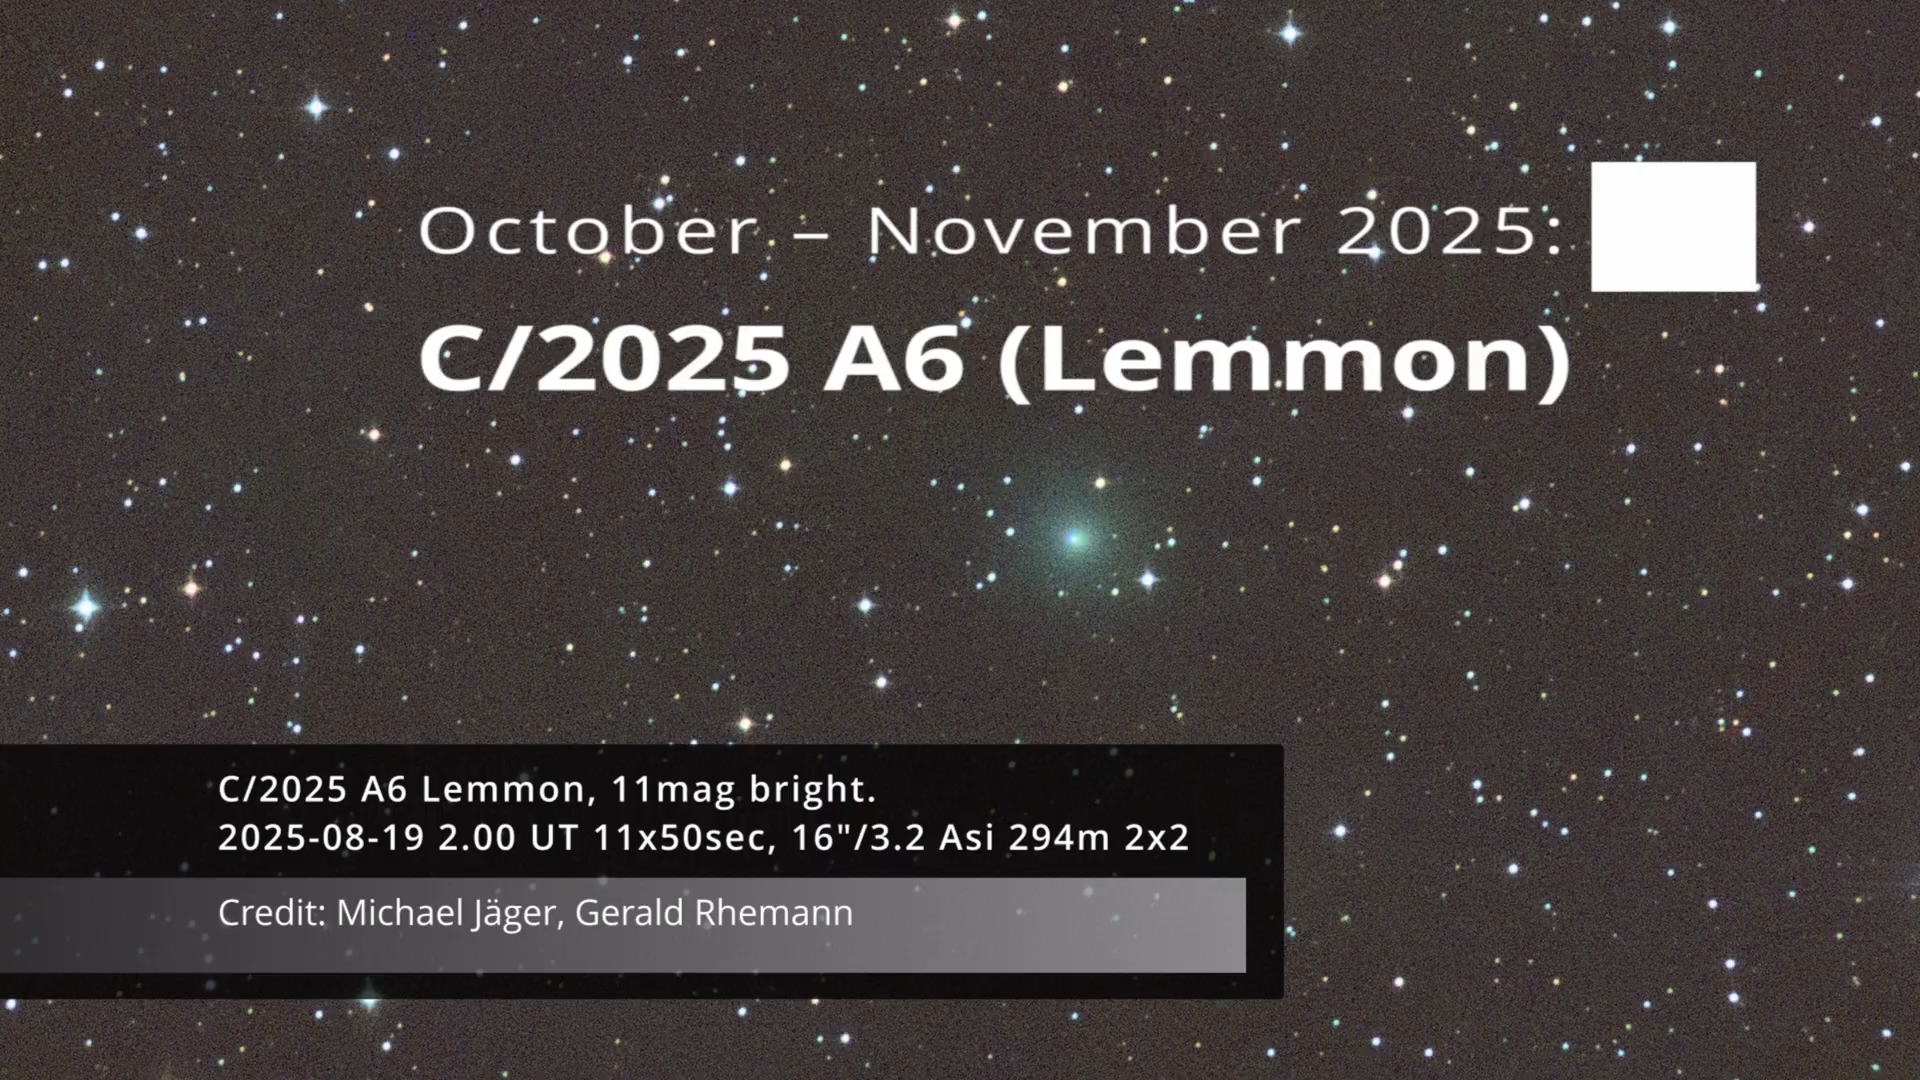 October – November 2025:
C/2025 A6 (Lemmon)
C/2025 A6 Lemmon, 11mag bright.
2025-08-19 2.00 UT 11x50sec, 16"/3.2 Asi 294m 2x2
Credit: Michael Jäger, Gerald Rhemann